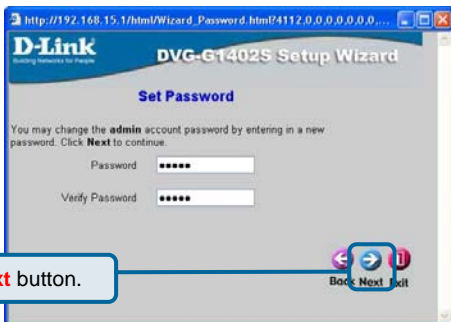 http://192.168.15.1/html/Wizard_Password.html?4112,0,0,0,0,0,0,0,...
D-Link
Building Networks for People
DVG-G1402S Setup Wizard
Set Password
You may change the admin account password by entering in a new
password. Click Next to continue.
Password •••••
Verify Password •••••
xt button.
Back Next Exit